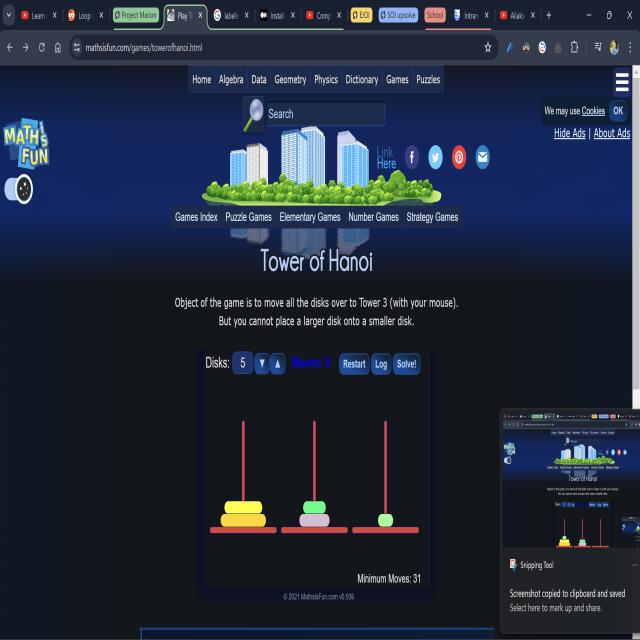 Learn
Loop
Project Marion
Play T
labeli
Instal
Comp
EJOI
SOI upsolve
School
Intran
Aliaks
mathsisfun.com/games/towerofhanoi.html
Home Algebra Data Geometry Physics Dictionary Games Puzzles
Search
We may use Cookies OK
Hide Ads | About Ads
MATHS FUN
Link Here
Games Index Puzzle Games Elementary Games Number Games Strategy Games
Tower of Hanoi
Object of the game is to move all the disks over to Tower 3 (with your mouse).
But you cannot place a larger disk onto a smaller disk.
Disks: 5 ▼ ▲ Moves: Restart Log Solve!
Minimum Moves: 31
© 2021 MathsIsFun.com v0.936
Snipping Tool
Screenshot copied to clipboard and saved
Select here to mark up and share.